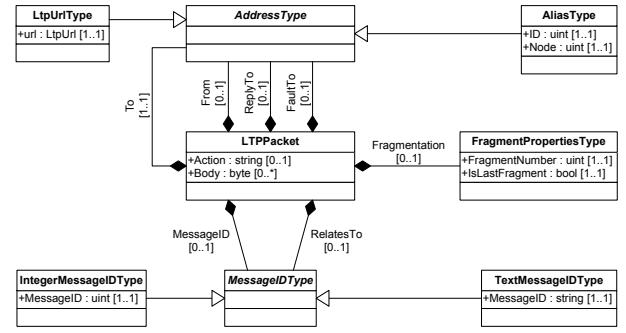 LtpUrlType
+url : LtpUrl [1..1]
AddressType
AliasType
+ID : uint [1..1]
+Node : uint [1..1]
To
[1..1]
From
[0..1]
ReplyTo
[0..1]
FaultTo
[0..1]
LTPPacket
+Action : string [0..1]
+Body : byte [0..*]
Fragmentation
[0..1]
FragmentPropertiesType
+FragmentNumber : uint [1..1]
+IsLastFragment : bool [1..1]
MessageID
[0..1]
RelatesTo
[0..1]
IntegerMessageIDType
+MessageID : uint [1..1]
MessageIDType
TextMessageIDType
+MessageID : string [1..1]